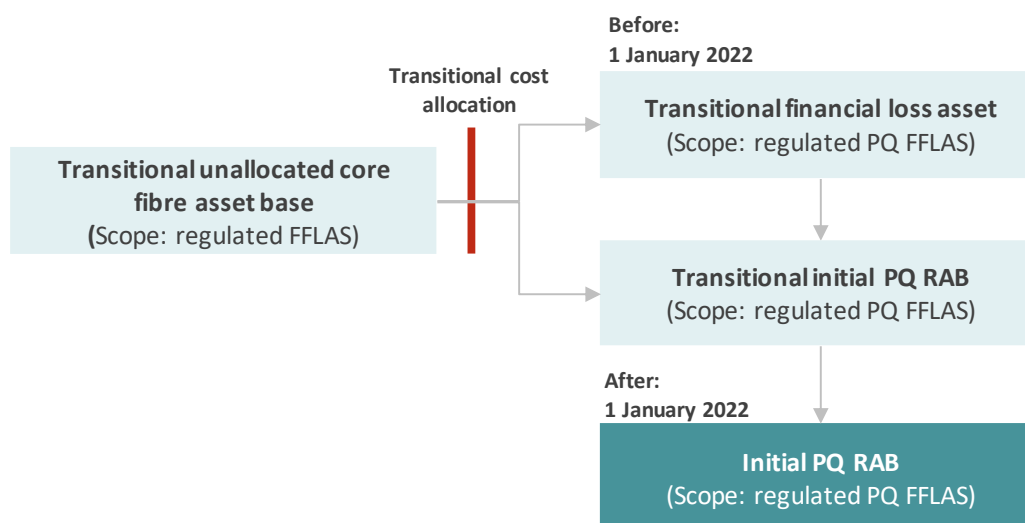 Before:
1 January 2022
Transitional cost
allocation
Transitional financial loss asset
(Scope: regulated PQ FFLAS)
Transitional unallocated core
fibre asset base
(Scope: regulated FFLAS)
Transitional initial PQ RAB
(Scope: regulated PQ FFLAS)
After:
1 January 2022
Initial PQ RAB
(Scope: regulated PQ FFLAS)